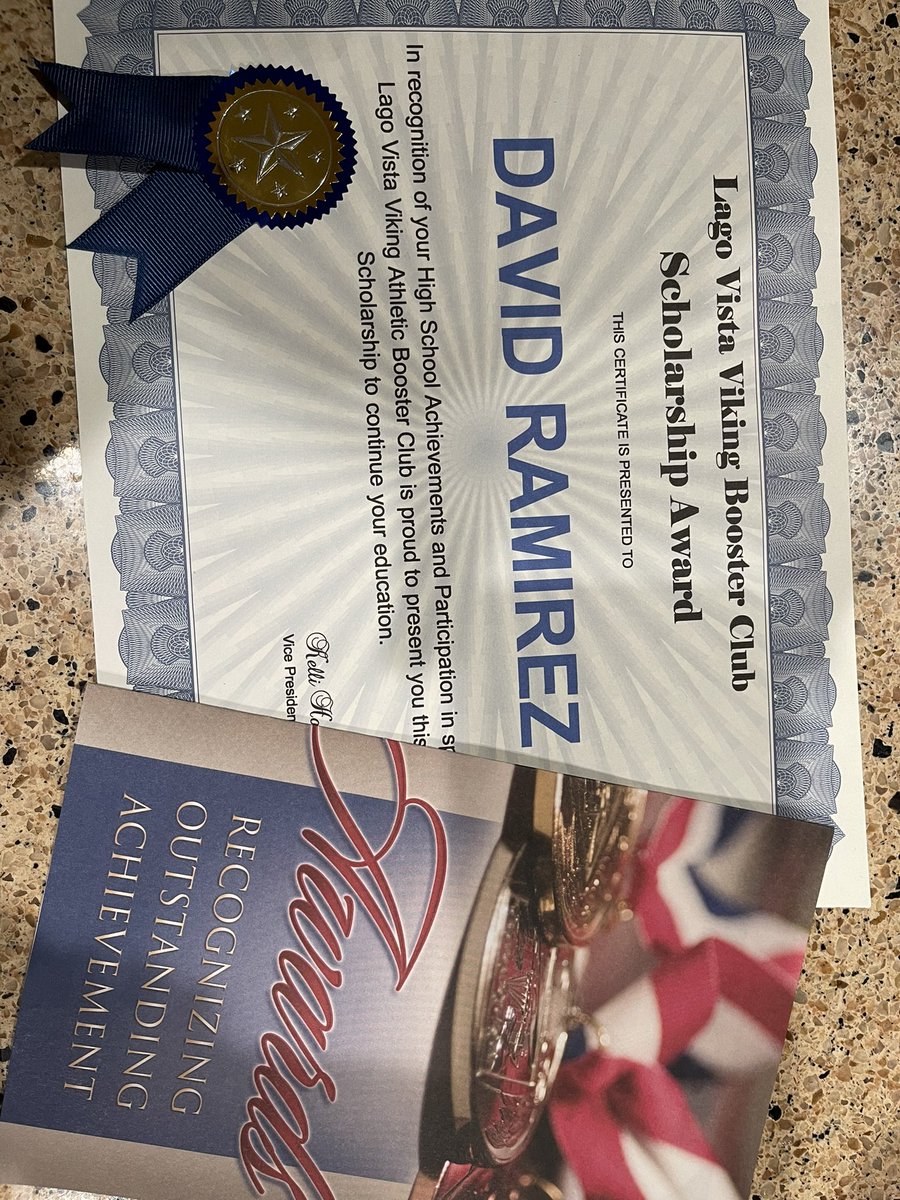 Lago Vista Viking Booster Club
Scholarship Award
THIS CERTIFICATE IS PRESENTED TO
DAVID RAMIREZ
In recognition of your High School Achievements and Participation in
Lago Vista Viking Athletic Booster Club is proud to present you this
Scholarship to continue your education.
Kelli
Vice President
Awards
RECOGNIZING
OUTSTANDING
ACHIEVEMENT